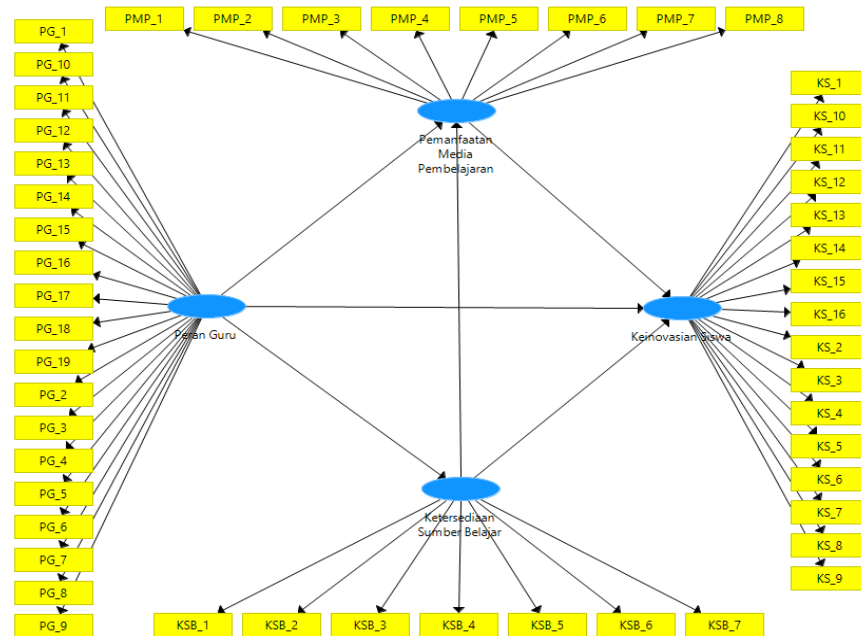 PMP_1
PMP_2
PMP_3
PMP_4
PMP_5
PMP_6
PMP_7
PMP_8
PG_1
PG_10
PG_11
PG_12
PG_13
PG_14
PG_15
PG_16
PG_17
PG_18
PG_19
PG_2
PG_3
PG_4
PG_5
PG_6
PG_7
PG_8
PG_9
Pemanfaatan
Media
Pembelajaran
Peran Guru
Keinovasian Siswa
Ketersediaan
Sumber Belajar
KS_1
KS_10
KS_11
KS_12
KS_13
KS_14
KS_15
KS_16
KS_2
KS_3
KS_4
KS_5
KS_6
KS_7
KS_8
KS_9
KSB_1
KSB_2
KSB_3
KSB_4
KSB_5
KSB_6
KSB_7